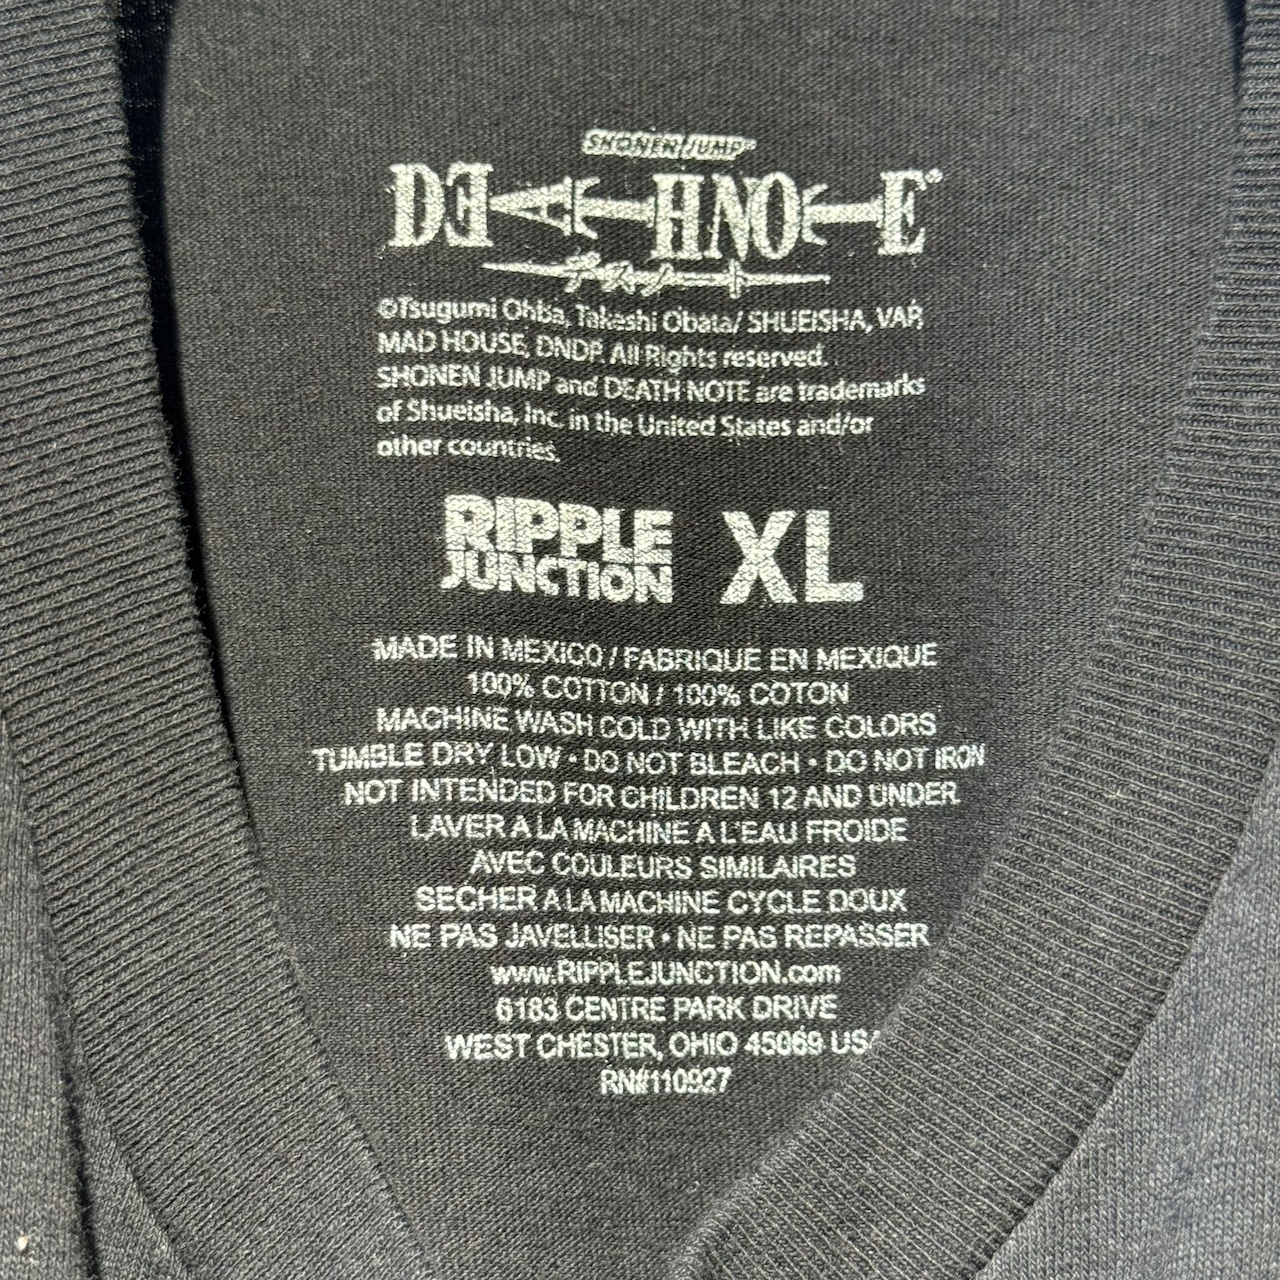 SHONEN JUMP
DEATH NOTE
©Tsugumi Ohba, Takeshi Obata/ SHUEISHA, VAP,
MAD HOUSE, DNDP. All Rights reserved.
SHONEN JUMP and DEATH NOTE are trademarks
of Shueisha, Inc. in the United States and/or
other countries.
RIPPLE
JUNCTION XL
MADE IN MEXICO / FABRIQUE EN MEXIQUE
100% COTTON / 100% COTON
MACHINE WASH COLD WITH LIKE COLORS
TUMBLE DRY LOW • DO NOT BLEACH • DO NOT IRON
NOT INTENDED FOR CHILDREN 12 AND UNDER
LAVER A LA MACHINE A L'EAU FROIDE
AVEC COULEURS SIMILAIRES
SECHER A LA MACHINE CYCLE DOUX
NE PAS JAVELLISER • NE PAS REPASSER
www.RIPPLEJUNCTION.com
6183 CENTRE PARK DRIVE
WEST CHESTER, OHIO 45069 USA
RN#110927